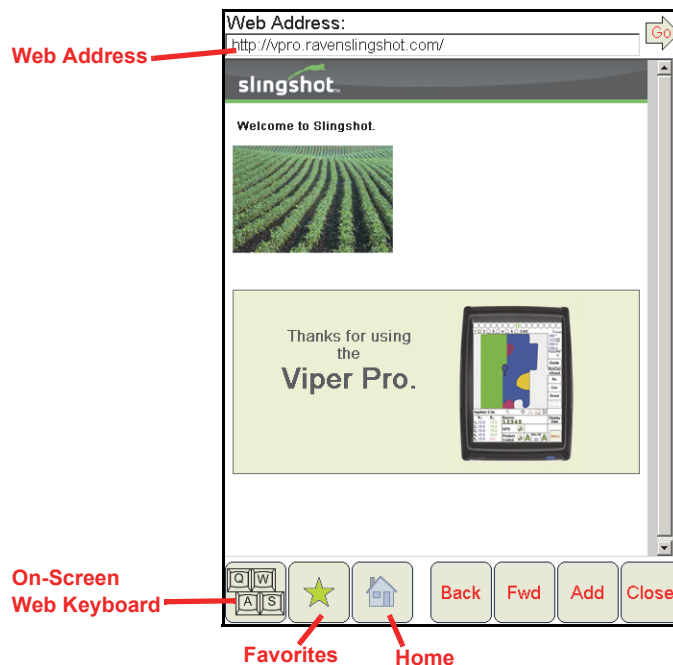 Web Address:
http://vpro.ravenslingshot.com/
Go
Web Address
slingshot
Welcome to Slingshot.
Thanks for using
the
Viper Pro.
On-Screen
Web Keyboard
Q W
A S
Back
Fwd
Add
Close
Favorites
Home